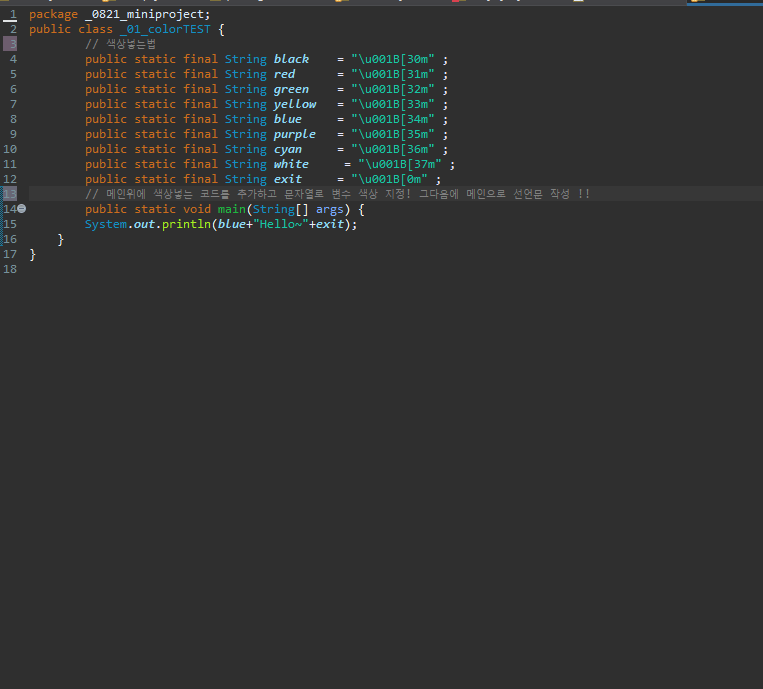 1 package _0821_miniproject;
2 public class _01_colorTEST {
3 // 색상넣는법
4 public static final String black = "\u001B[30m" ;
5 public static final String red = "\u001B[31m" ;
6 public static final String green = "\u001B[32m" ;
7 public static final String yellow = "\u001B[33m" ;
8 public static final String blue = "\u001B[34m" ;
9 public static final String purple = "\u001B[35m" ;
10 public static final String cyan = "\u001B[36m" ;
11 public static final String white = "\u001B[37m" ;
12 public static final String exit = "\u001B[0m" ;
13 // 메인위에 색상넣는 코드를 추가하고 문자열로 변수 색상 지정! 그다음에 메인으로 선언문 작성 !!
14 public static void main(String[] args) {
15 System.out.println(blue+"Hello~"+exit);
16 }
17 }
18